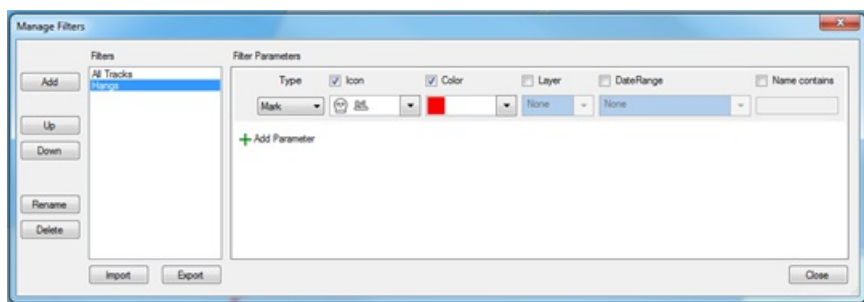 Manage Filters
Filters
Filter Parameters
Add
Up
Down
Rename
Delete
All Tracks
Hangs
Import
Export
Type Icon Color Layer DateRange Name contains
Mark None None
Add Parameter
Close